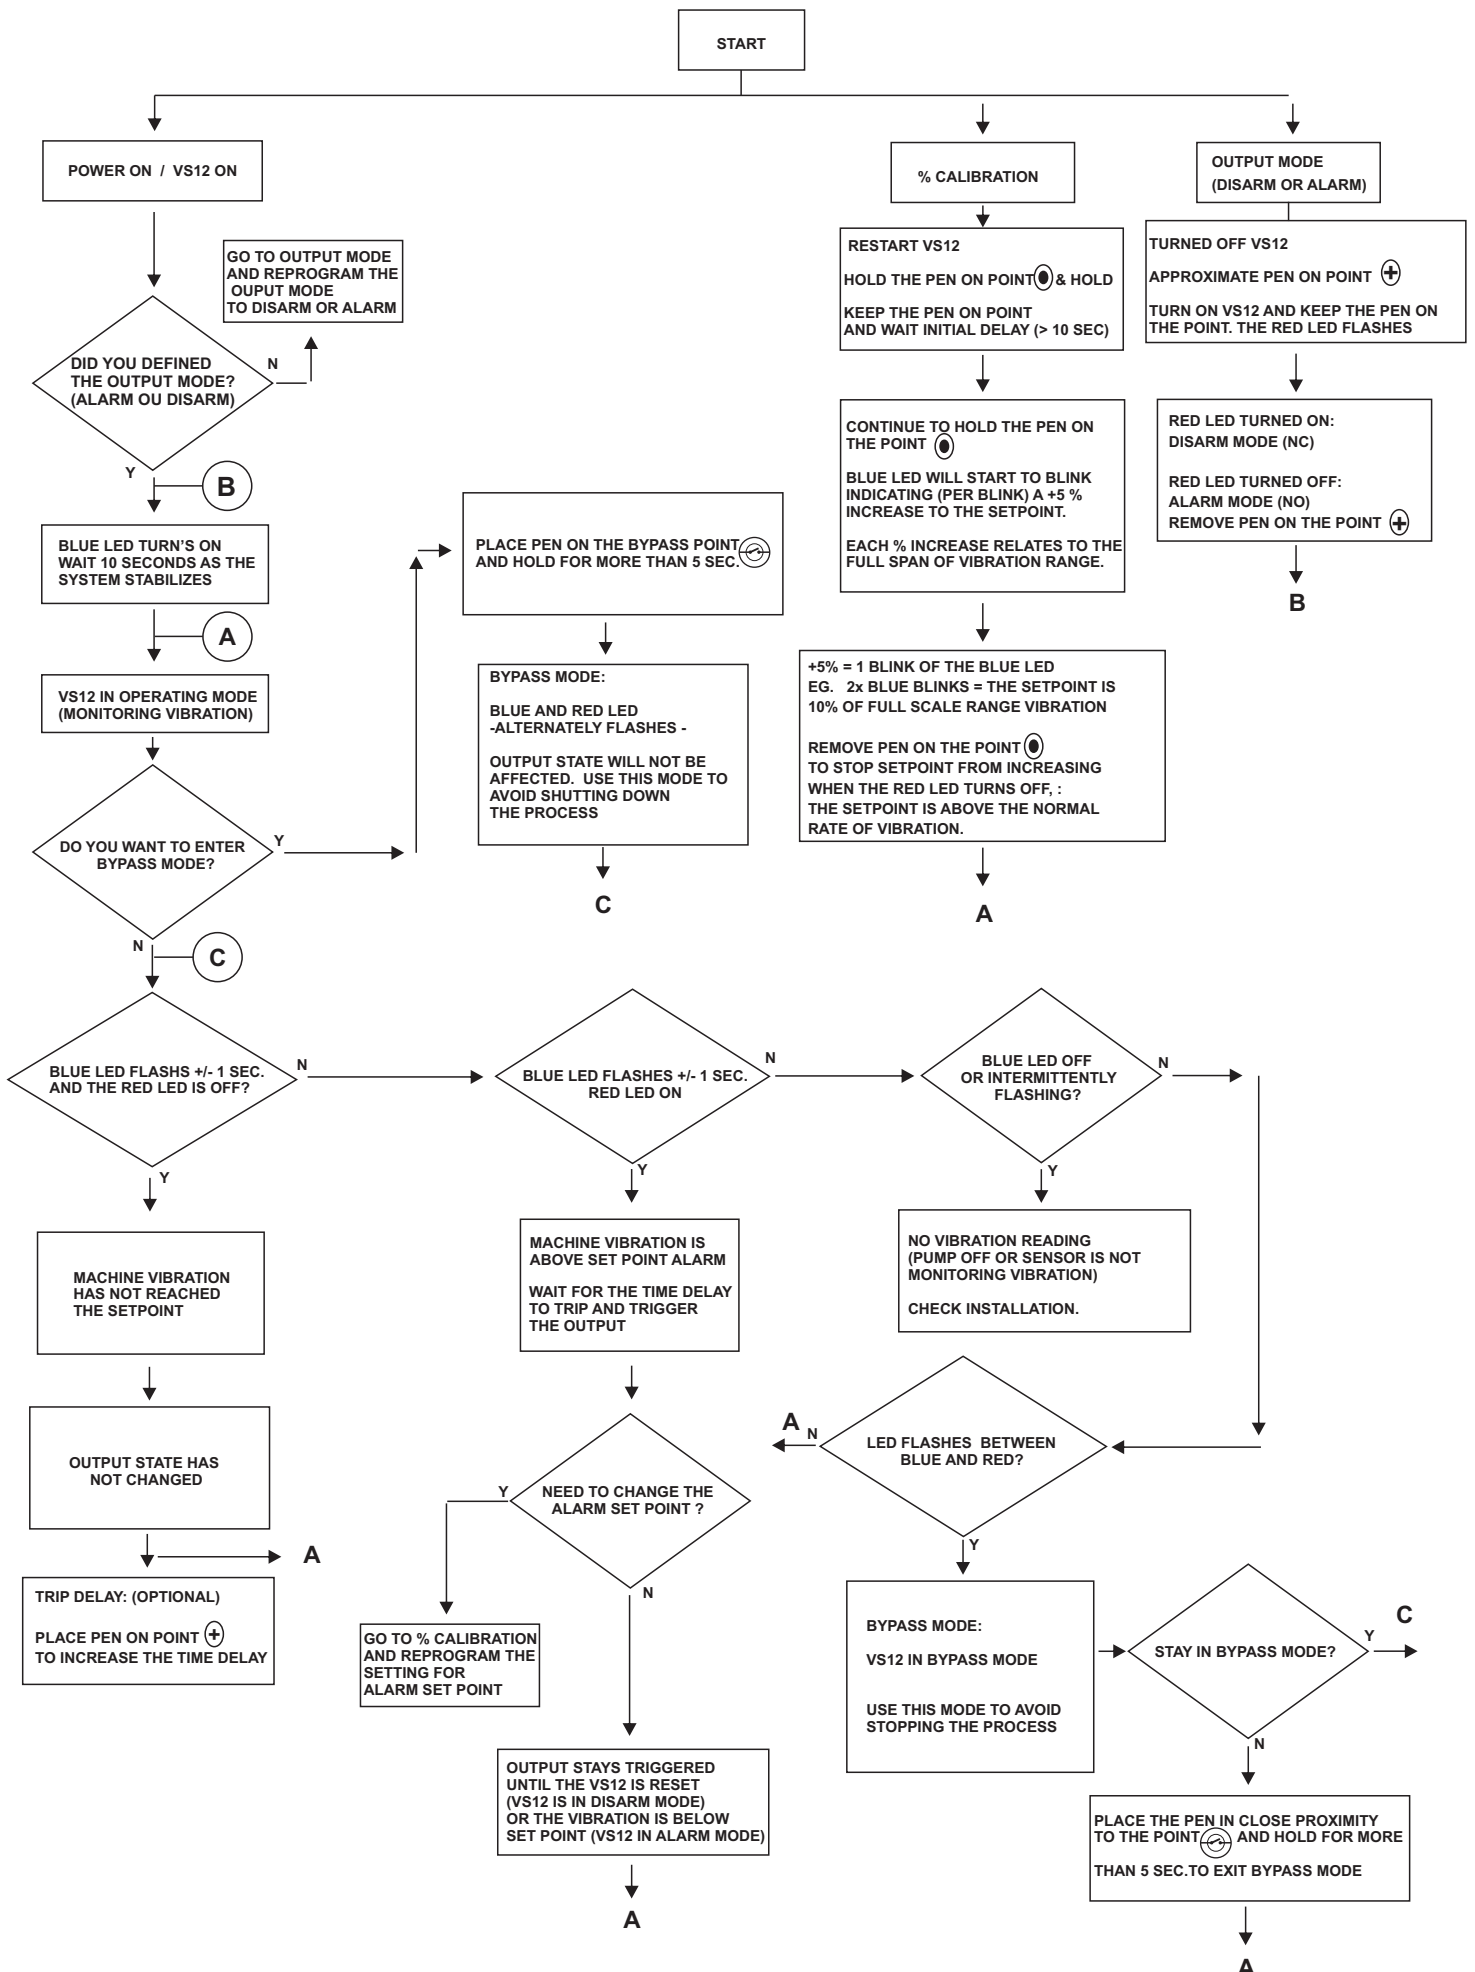 START
POWER ON / VS12 ON
GO TO OUTPUT MODE
AND REPROGRAM THE
OUPUT MODE
TO DISARM OR ALARM
DID YOU DEFINED
THE OUTPUT MODE?
(ALARM OU DISARM)
N
Y
B
BLUE LED TURN'S ON
WAIT 10 SECONDS AS THE
SYSTEM STABILIZES
A
VS12 IN OPERATING MODE
(MONITORING VIBRATION)
DO YOU WANT TO ENTER
BYPASS MODE?
Y
N
C
PLACE PEN ON THE BYPASS POINT
AND HOLD FOR MORE THAN 5 SEC.
BYPASS MODE:
BLUE AND RED LED
-ALTERNATELY FLASHES -
OUTPUT STATE WILL NOT BE
AFFECTED. USE THIS MODE TO
AVOID SHUTTING DOWN
THE PROCESS
C
% CALIBRATION
RESTART VS12
HOLD THE PEN ON POINT & HOLD
KEEP THE PEN ON POINT
AND WAIT INITIAL DELAY (> 10 SEC)
CONTINUE TO HOLD THE PEN ON
THE POINT
BLUE LED WILL START TO BLINK
INDICATING (PER BLINK) A +5 %
INCREASE TO THE SETPOINT.
EACH % INCREASE RELATES TO THE
FULL SPAN OF VIBRATION RANGE.
+5% = 1 BLINK OF THE BLUE LED
EG. 2x BLUE BLINKS = THE SETPOINT IS
10% OF FULL SCALE RANGE VIBRATION
REMOVE PEN ON THE POINT
TO STOP SETPOINT FROM INCREASING
WHEN THE RED LED TURNS OFF, :
THE SETPOINT IS ABOVE THE NORMAL
RATE OF VIBRATION.
A
OUTPUT MODE
(DISARM OR ALARM)
TURNED OFF VS12
APPROXIMATE PEN ON POINT
TURN ON VS12 AND KEEP THE PEN ON
THE POINT. THE RED LED FLASHES
RED LED TURNED ON:
DISARM MODE (NC)
RED LED TURNED OFF:
ALARM MODE (NO)
REMOVE PEN ON THE POINT
B
BLUE LED FLASHS +/- 1 SEC.
AND THE RED LED IS OFF?
N
Y
MACHINE VIBRATION
HAS NOT REACHED
THE SETPOINT
OUTPUT STATE HAS
NOT CHANGED
A
TRIP DELAY: (OPTIONAL)
PLACE PEN ON POINT
TO INCREASE THE TIME DELAY
BLUE LED FLASHES +/- 1 SEC.
RED LED ON
N
Y
MACHINE VIBRATION IS
ABOVE SET POINT ALARM
WAIT FOR THE TIME DELAY
TO TRIP AND TRIGGER
THE OUTPUT
NEED TO CHANGE THE
ALARM SET POINT ?
Y
N
GO TO % CALIBRATION
AND REPROGRAM THE
SETTING FOR
ALARM SET POINT
OUTPUT STAYS TRIGGERED
UNTIL THE VS12 IS RESET
(VS12 IS IN DISARM MODE)
OR THE VIBRATION IS BELOW
SET POINT (VS12 IN ALARM MODE)
A
BLUE LED OFF
OR INTERMITTENTLY
FLASHING?
N
Y
NO VIBRATION READING
(PUMP OFF OR SENSOR IS NOT
MONITORING VIBRATION)
CHECK INSTALLATION.
LED FLASHES BETWEEN
BLUE AND RED?
A
N
Y
BYPASS MODE:
VS12 IN BYPASS MODE
USE THIS MODE TO AVOID
STOPPING THE PROCESS
STAY IN BYPASS MODE?
Y
C
N
PLACE THE PEN IN CLOSE PROXIMITY
TO THE POINT AND HOLD FOR MORE
THAN 5 SEC.TO EXIT BYPASS MODE
A